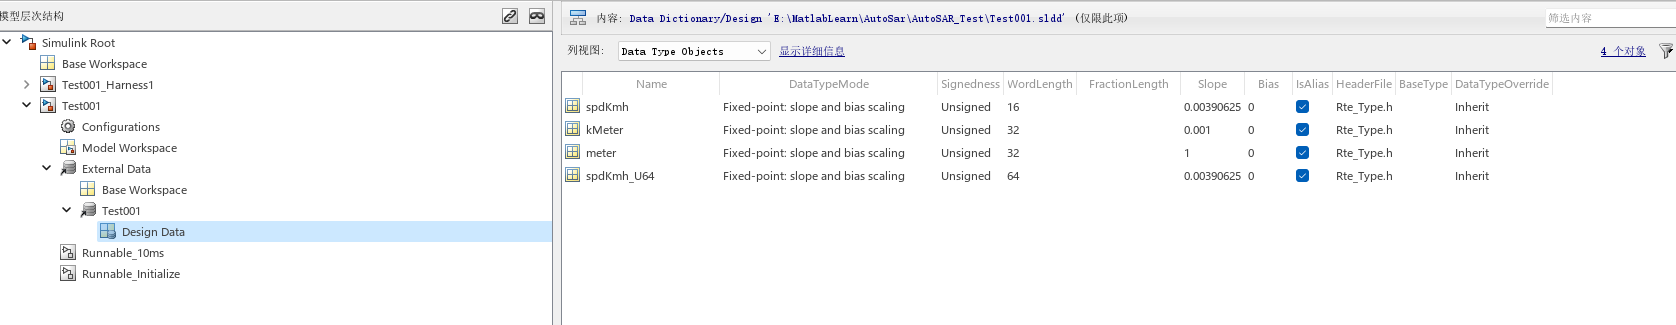 模型层次结构
Simulink Root
Base Workspace
Test001_Harness1
Test001
Configurations
Model Workspace
External Data
Base Workspace
Test001
Design Data
Runnable_10ms
Runnable_Initialize
内容: Data Dictionary/Design 'E:\MatlabLearn\AutoSar\AutoSAR_Test\Test001.sldd' (仅限此项)
筛选内容
列视图: Data Type Objects 显示详细信息 4 个对象
Name DataTypeMode Signedness WordLength FractionLength Slope Bias IsAlias HeaderFile BaseType DataTypeOverride
spdKmh Fixed-point: slope and bias scaling Unsigned 16 0.00390625 0 Rte_Type.h Inherit
kMeter Fixed-point: slope and bias scaling Unsigned 32 0.001 0 Rte_Type.h Inherit
meter Fixed-point: slope and bias scaling Unsigned 32 1 0 Rte_Type.h Inherit
spdKmh_U64 Fixed-point: slope and bias scaling Unsigned 64 0.00390625 0 Rte_Type.h Inherit